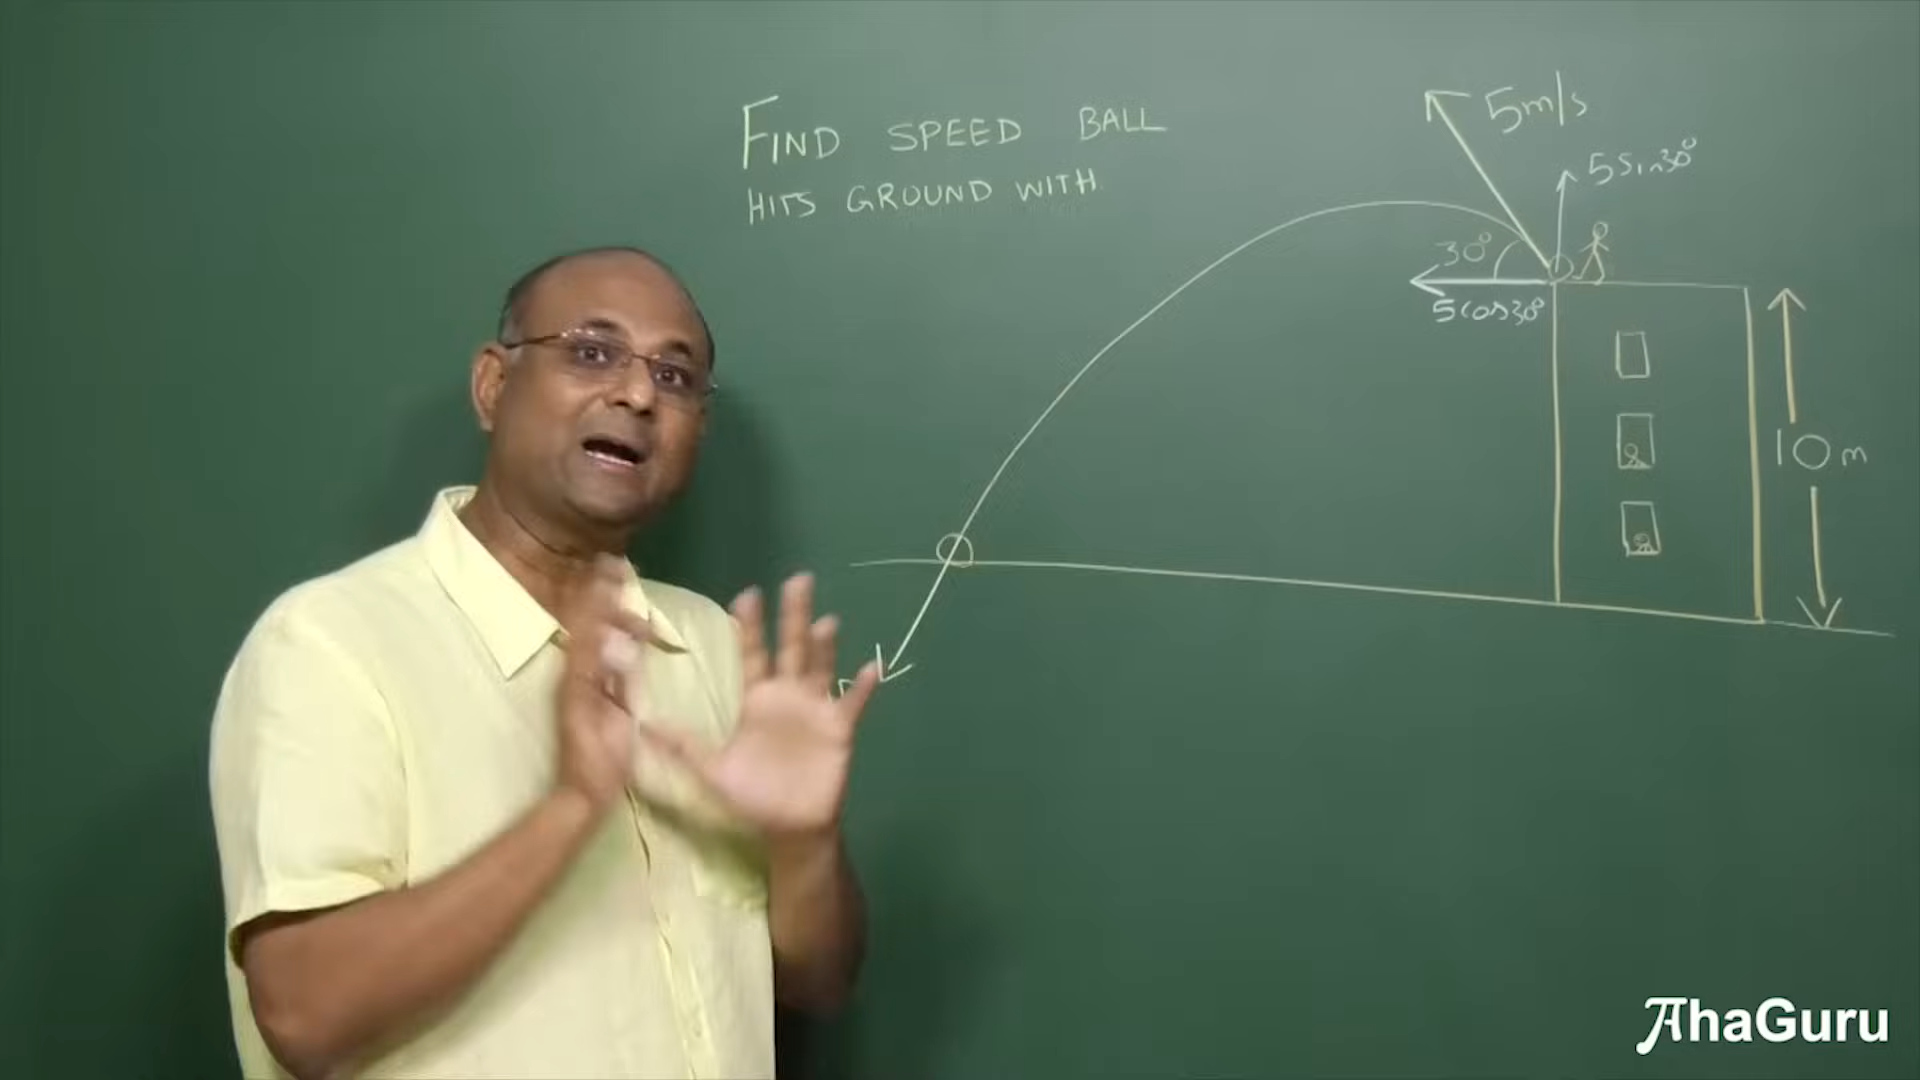 FIND SPEED BALL
HITS GROUND WITH
5m/s
5sin30°
30°
5cos30°
10m
AhaGuru